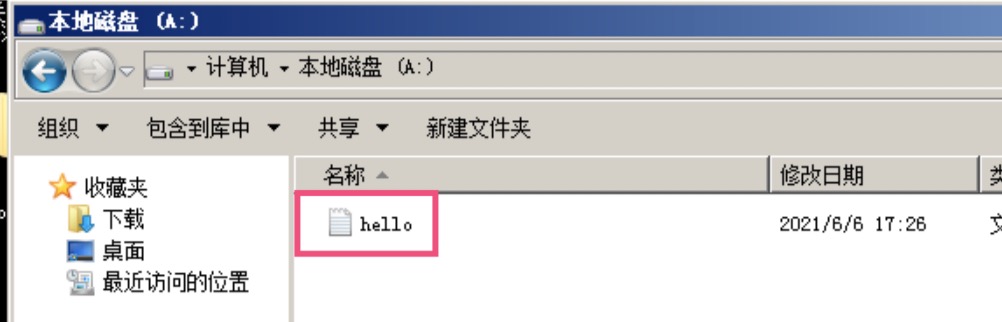 本地磁盘 (A:)
计算机 本地磁盘 (A:)
组织 包含到库中 共享 新建文件夹
名称 修改日期
收藏夹
hello 2021/6/6 17:26
下载
桌面
最近访问的位置